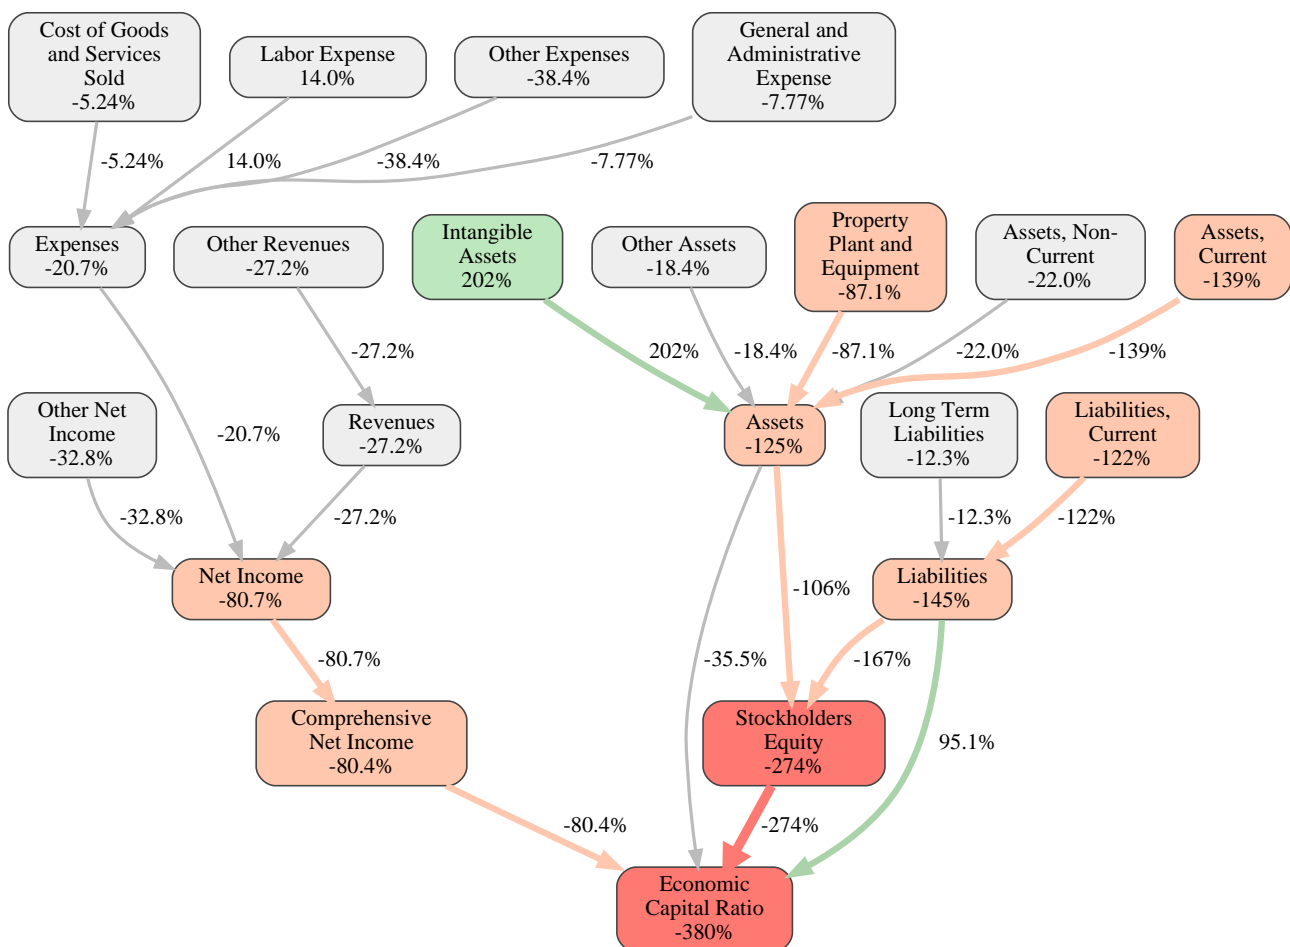 Cost of Goods
and Services
Sold
-5.24%
Labor Expense
14.0%
Other Expenses
-38.4%
General and
Administrative
Expense
-7.77%
-5.24%
14.0%
-38.4%
-7.77%
Expenses
-20.7%
Other Revenues
-27.2%
Intangible
Assets
202%
Other Assets
-18.4%
Property
Plant and
Equipment
-87.1%
Assets, Non-
Current
-22.0%
Assets,
Current
-139%
-27.2%
202%
-18.4%
-87.1%
-22.0%
-139%
Other Net
Income
-32.8%
-20.7%
Revenues
-27.2%
Assets
-125%
Long Term
Liabilities
-12.3%
Liabilities,
Current
-122%
-32.8%
-27.2%
-12.3%
-122%
Net Income
-80.7%
-106%
Liabilities
-145%
-80.7%
-35.5%
-167%
Comprehensive
Net Income
-80.4%
Stockholders
Equity
-274%
95.1%
-80.4%
-274%
Economic
Capital Ratio
-380%